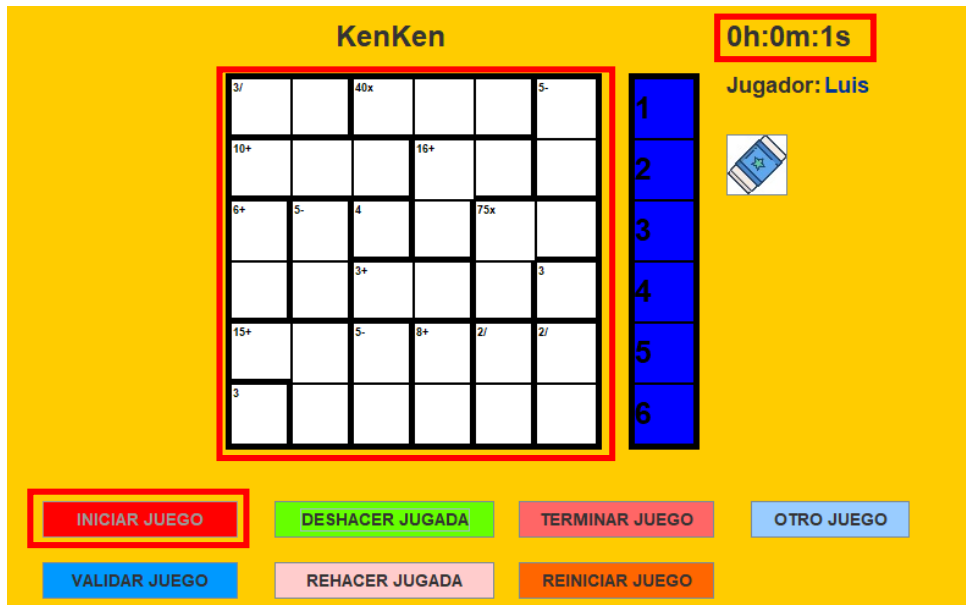 KenKen
0h:0m:1s
Jugador: Luis
3/ 40x 5-
10+ 16+
6+ 5- 4 75x
3+ 3
15+ 5- 8+ 2/ 2/
3
1
2
3
4
5
6
INICIAR JUEGO DESHACER JUGADA TERMINAR JUEGO OTRO JUEGO
VALIDAR JUEGO REHACER JUGADA REINICIAR JUEGO